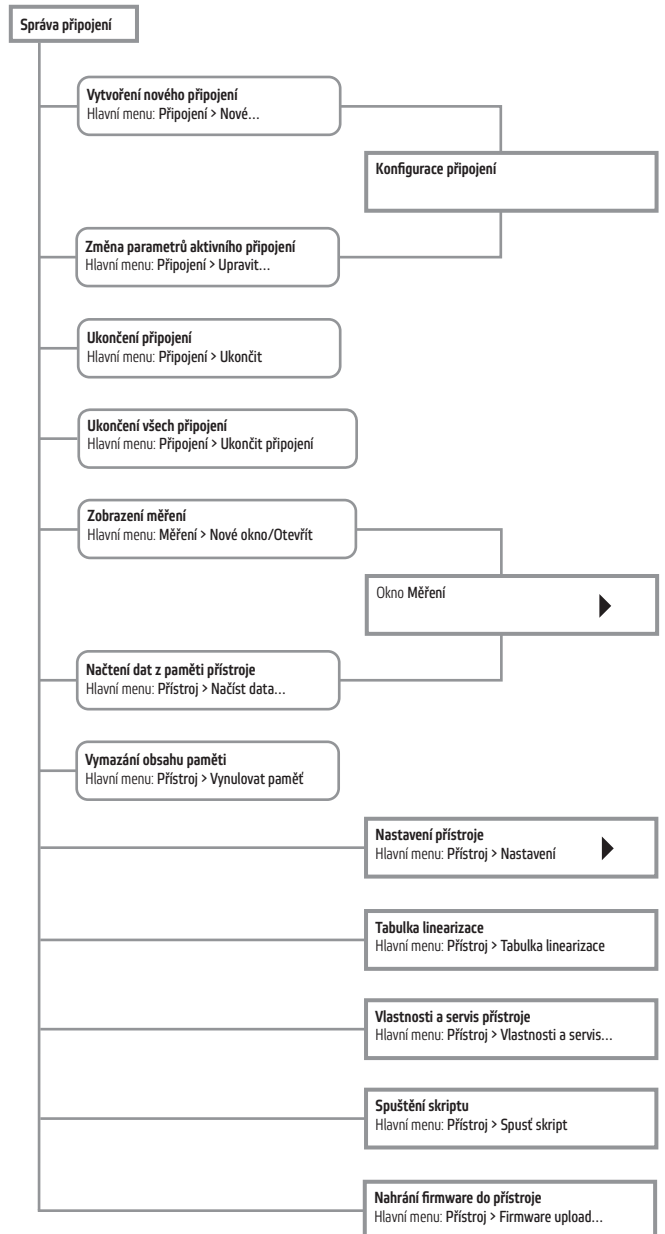 Správa připojení
Vytvoření nového připojení
Hlavní menu: Připojení > Nové...
Konfigurace připojení
Změna parametrů aktivního připojení
Hlavní menu: Připojení > Upravit...
Ukončení připojení
Hlavní menu: Připojení > Ukončit
Ukončení všech připojení
Hlavní menu: Připojení > Ukončit připojení
Zobrazení měření
Hlavní menu: Měření > Nové okno/Otevřít
Okno Měření
Načtení dat z paměti přístroje
Hlavní menu: Přístroj > Načíst data...
Vymazání obsahu paměti
Hlavní menu: Přístroj > Vynulovat paměť
Nastavení přístroje
Hlavní menu: Přístroj > Nastavení
Tabulka linearizace
Hlavní menu: Přístroj > Tabulka linearizace
Vlastnosti a servis přístroje
Hlavní menu: Přístroj > Vlastnosti a servis...
Spuštění skriptu
Hlavní menu: Přístroj > Spusť skript
Nahrání firmware do přístroje
Hlavní menu: Přístroj > Firmware upload...